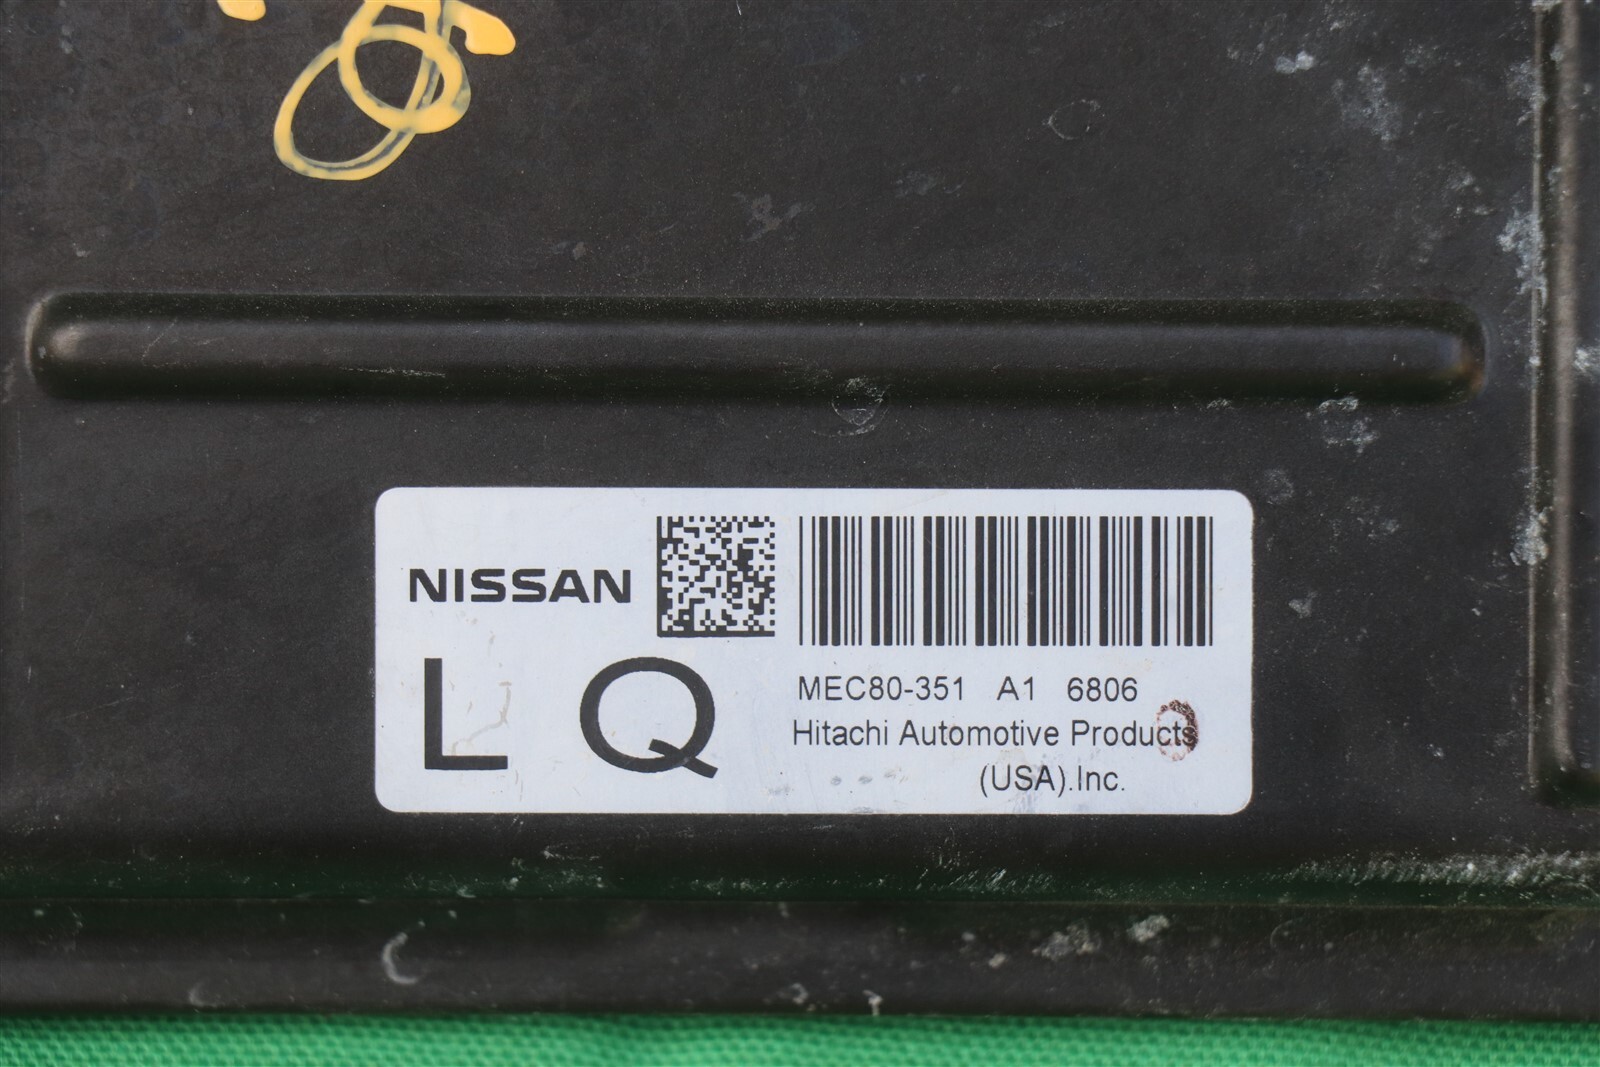 NISSAN
L Q
MEC80-351 A1 6806
Hitachi Automotive Products
(USA).Inc.